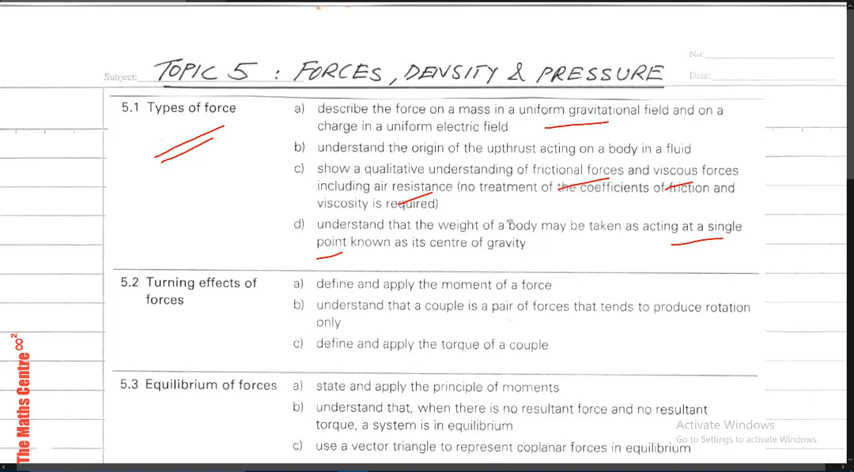 No:
Subject: TOPIC 5 : FORCES, DENSITY & PRESSURE
Date:
5.1 Types of force
a) describe the force on a mass in a uniform gravitational field and on a
charge in a uniform electric field
b) understand the origin of the upthrust acting on a body in a fluid
c) show a qualitative understanding of frictional forces and viscous forces
including air resistance (no treatment of the coefficients of friction and
viscosity is required)
d) understand that the weight of a body may be taken as acting at a single
point known as its centre of gravity
5.2 Turning effects of
forces
a) define and apply the moment of a force
b) understand that a couple is a pair of forces that tends to produce rotation
only
c) define and apply the torque of a couple
5.3 Equilibrium of forces
a) state and apply the principle of moments
b) understand that, when there is no resultant force and no resultant
torque, a system is in equilibrium
c) use a vector triangle to represent coplanar forces in equilibrium
The Maths Centre ∞²
Activate Windows
Go to Settings to activate Windows.